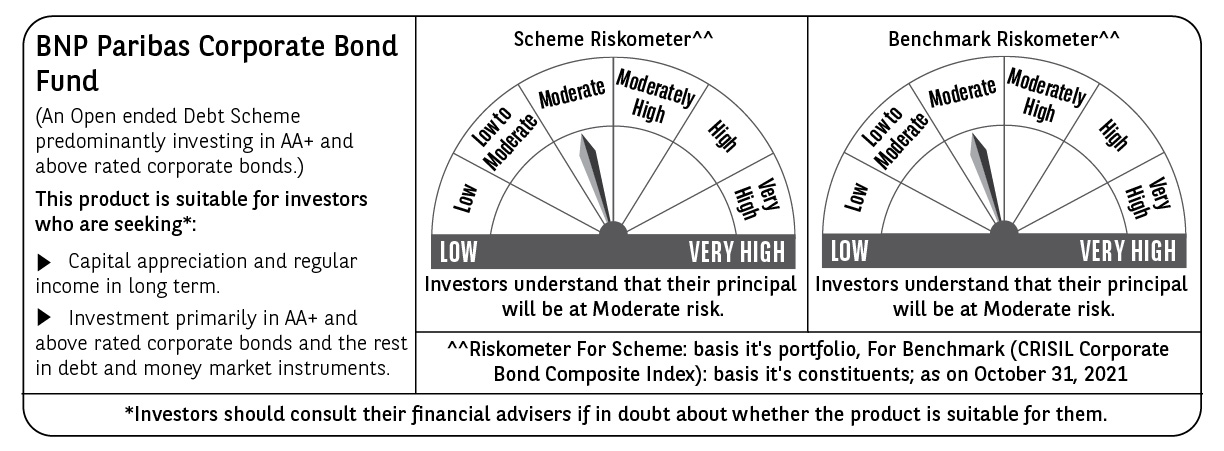 BNP Paribas Corporate Bond
Fund
(An Open ended Debt Scheme
predominantly investing in AA+ and
above rated corporate bonds.)
This product is suitable for investors
who are seeking*:
▶ Capital appreciation and regular
income in long term.
▶ Investment primarily in AA+ and
above rated corporate bonds and the rest
in debt and money market instruments.
Scheme Riskometer^^
Low
Low to
Moderate
Moderate
Moderately
High
High
Very
High
LOW
VERY HIGH
Investors understand that their principal
will be at Moderate risk.
Benchmark Riskometer^^
Low
Low to
Moderate
Moderate
Moderately
High
High
Very
High
LOW
VERY HIGH
Investors understand that their principal
will be at Moderate risk.
^^Riskometer For Scheme: basis it's portfolio, For Benchmark (CRISIL Corporate
Bond Composite Index): basis it's constituents; as on October 31, 2021
*Investors should consult their financial advisers if in doubt about whether the product is suitable for them.